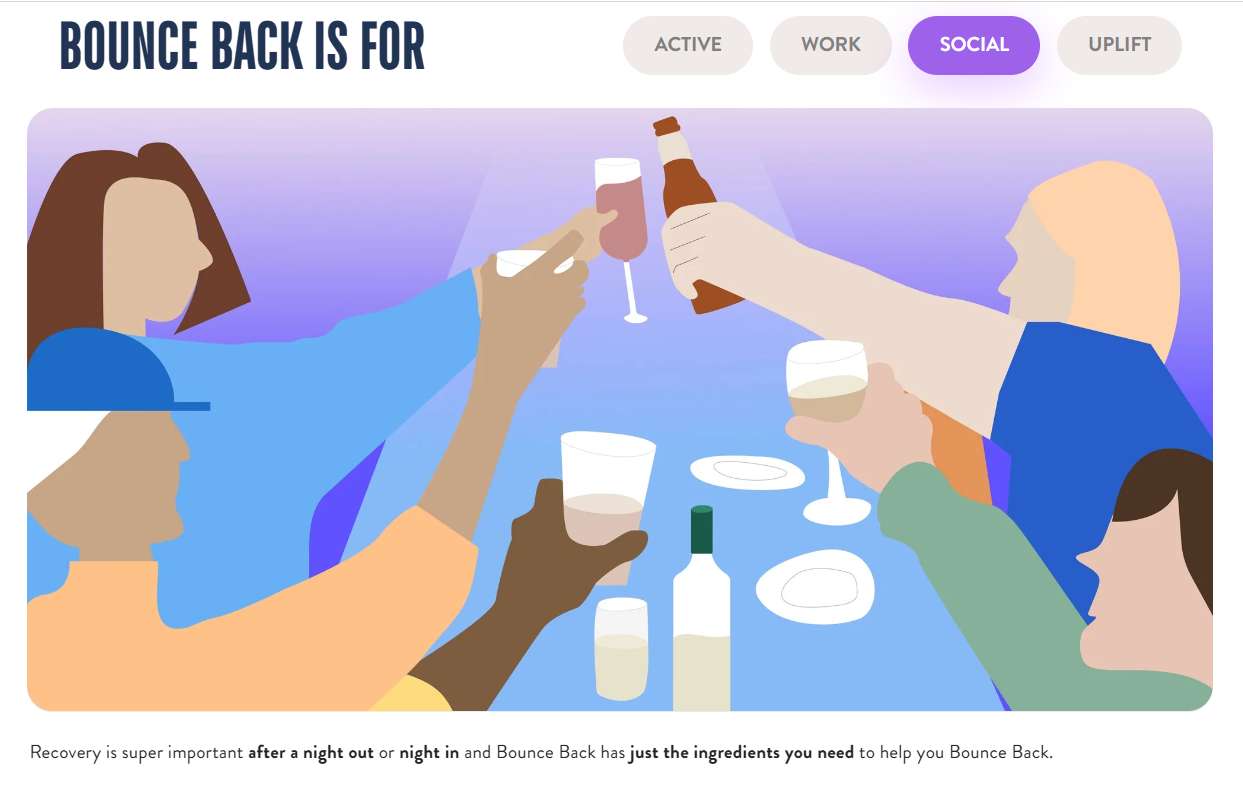 BOUNCE BACK IS FOR
ACTIVE
WORK
SOCIAL
UPLIFT
Recovery is super important after a night out or night in and Bounce Back has just the ingredients you need to help you Bounce Back.